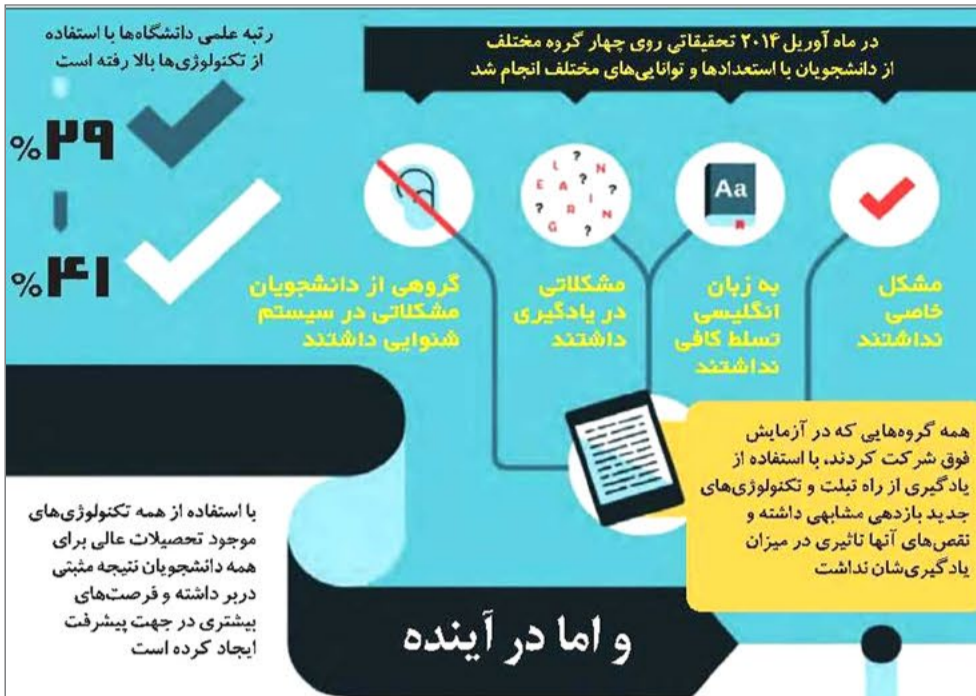 در ماه آوریل ۲۰۱۴ تحقیقاتی روی چهار گروه مختلف
از دانشجویان با استعدادها و توانایی‌های مختلف انجام شد
رتبه علمی دانشگاه‌ها با استفاده
از تکنولوژی‌ها بالا رفته است
%۲۹
%۴۱
Aa
L ? N
E A ? ?
? R I
G ? N
مشکل
خاصی
نداشتند
به زبان
انگلیسی
تسلط کافی
نداشتند
مشکلاتی
در یادگیری
داشتند
گروهی از دانشجویان
مشکلاتی در سیستم
شنوایی داشتند
همه گروه‌هایی که در آزمایش
فوق شرکت کردند، با استفاده از
یادگیری از راه تبلت و تکنولوژی‌های
جدید بازدهی مشابهی داشته و
نقص‌های آنها تاثیری در میزان
یادگیری‌شان نداشت
با استفاده از همه تکنولوژی‌های
موجود تحصیلات عالی برای
همه دانشجویان نتیجه مثبتی
دربر داشته و فرصت‌های
بیشتری در جهت پیشرفت
ایجاد کرده است
و اما در آینده